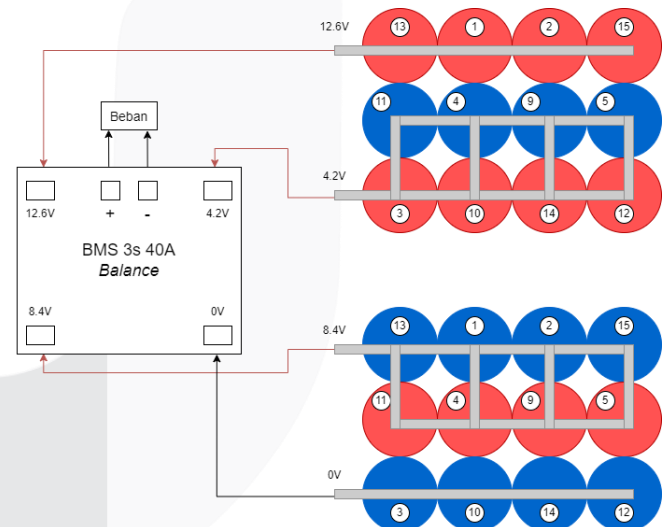 12.6V
13 1 2 15
11 4 9 5
Beban
4.2V
3 10 14 12
12.6V + - 4.2V
BMS 3s 40A
Balance
8.4V 0V
8.4V
13 1 2 15
11 4 9 5
0V
3 10 14 12